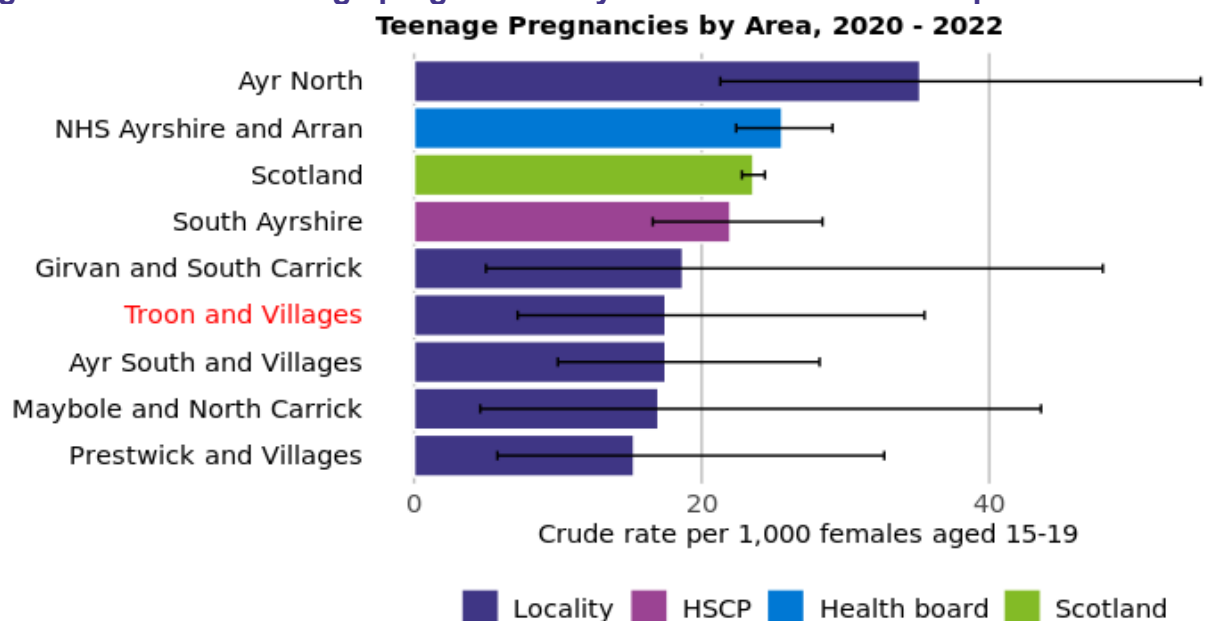 Teenage Pregnancies by Area, 2020 - 2022
Ayr North
NHS Ayrshire and Arran
Scotland
South Ayrshire
Girvan and South Carrick
Troon and Villages
Ayr South and Villages
Maybole and North Carrick
Prestwick and Villages
0 20 40
Crude rate per 1,000 females aged 15-19
Locality HSCP Health board Scotland